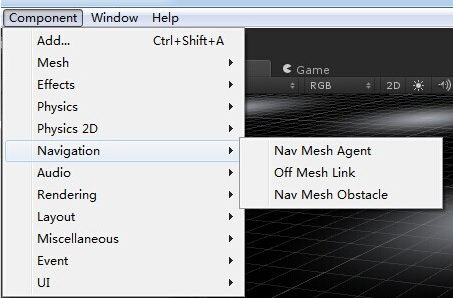 Component Window Help
Add... Ctrl+Shift+A
Mesh
Effects
Physics
Physics 2D
Navigation
Audio
Rendering
Layout
Miscellaneous
Event
UI
Game
RGB 2D
Nav Mesh Agent
Off Mesh Link
Nav Mesh Obstacle